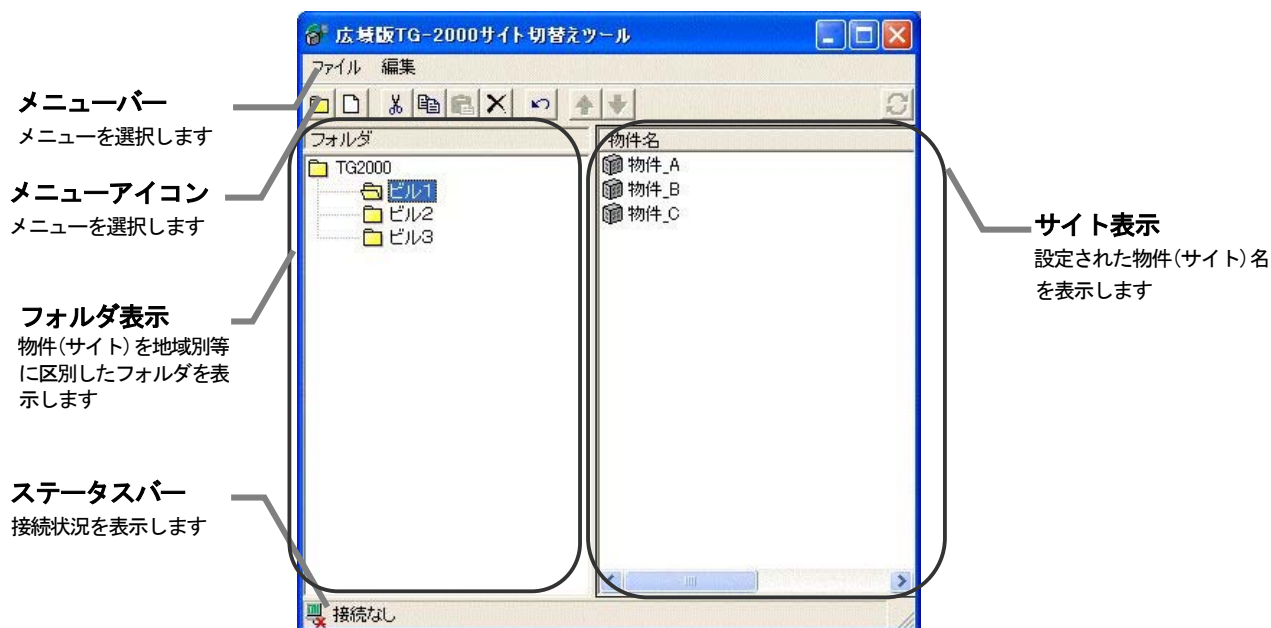 広域版TG-2000サイト切替えツール
ファイル 編集
メニューバー
メニューを選択します
メニューアイコン
メニューを選択します
フォルダ表示
物件(サイト)を地域別等
に区別したフォルダを表
示します
ステータスバー
接続状況を表示します
フォルダ
TG2000
ビル1
ビル2
ビル3
物件名
物件_A
物件_B
物件_C
サイト表示
設定された物件(サイト)名
を表示します
接続なし